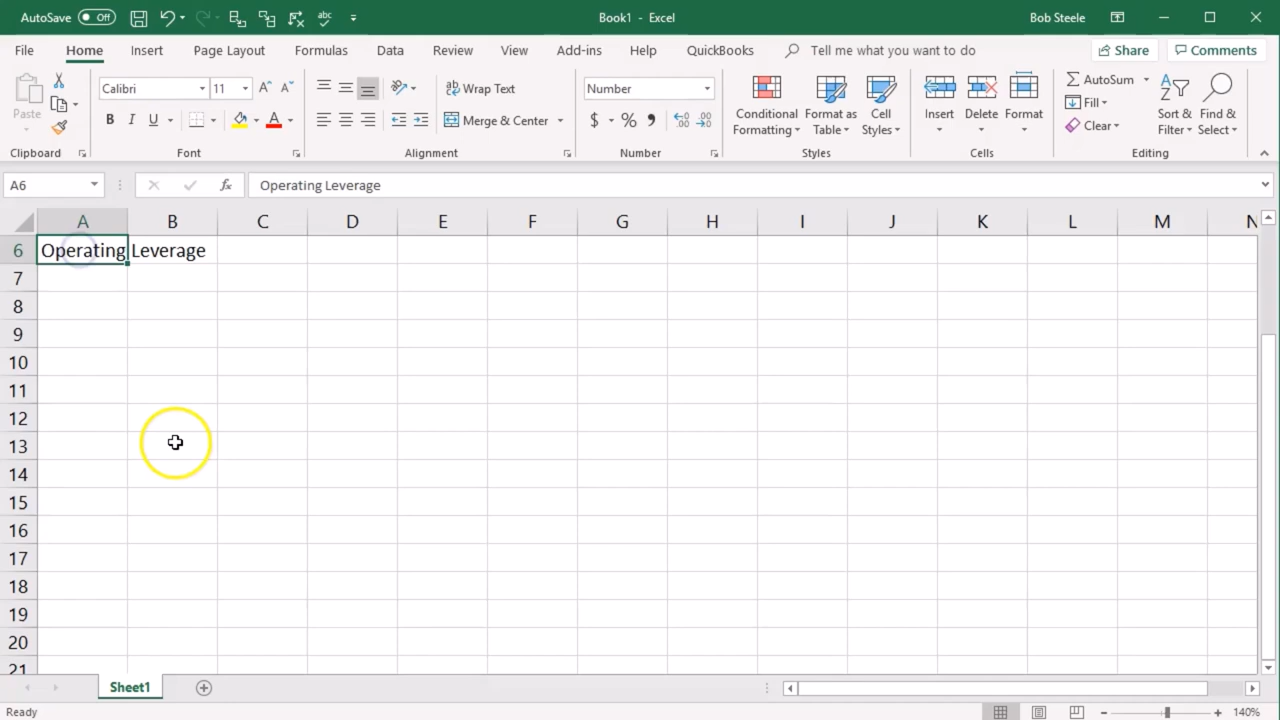 AutoSave Off Book1 - Excel Bob Steele
File Home Insert Page Layout Formulas Data Review View Add-ins Help QuickBooks Tell me what you want to do Share Comments
Paste Calibri 11 A A Wrap Text Number Conditional Formatting Format as Table Cell Styles Insert Delete Format AutoSum Fill Clear Sort & Filter Find & Select
B I U A Merge & Center $ % ,
Clipboard Font Alignment Number Styles Cells Editing
A6 fx Operating Leverage
A B C D E F G H I J K L M N
6 Operating Leverage
7
8
9
10
11
12
13
14
15
16
17
18
19
20
21
Sheet1
Ready 140%